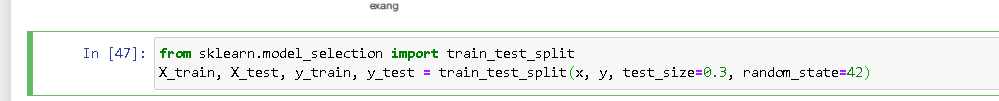 exang
In [47]: from sklearn.model_selection import train_test_split
X_train, X_test, y_train, y_test = train_test_split(x, y, test_size=0.3, random_state=42)